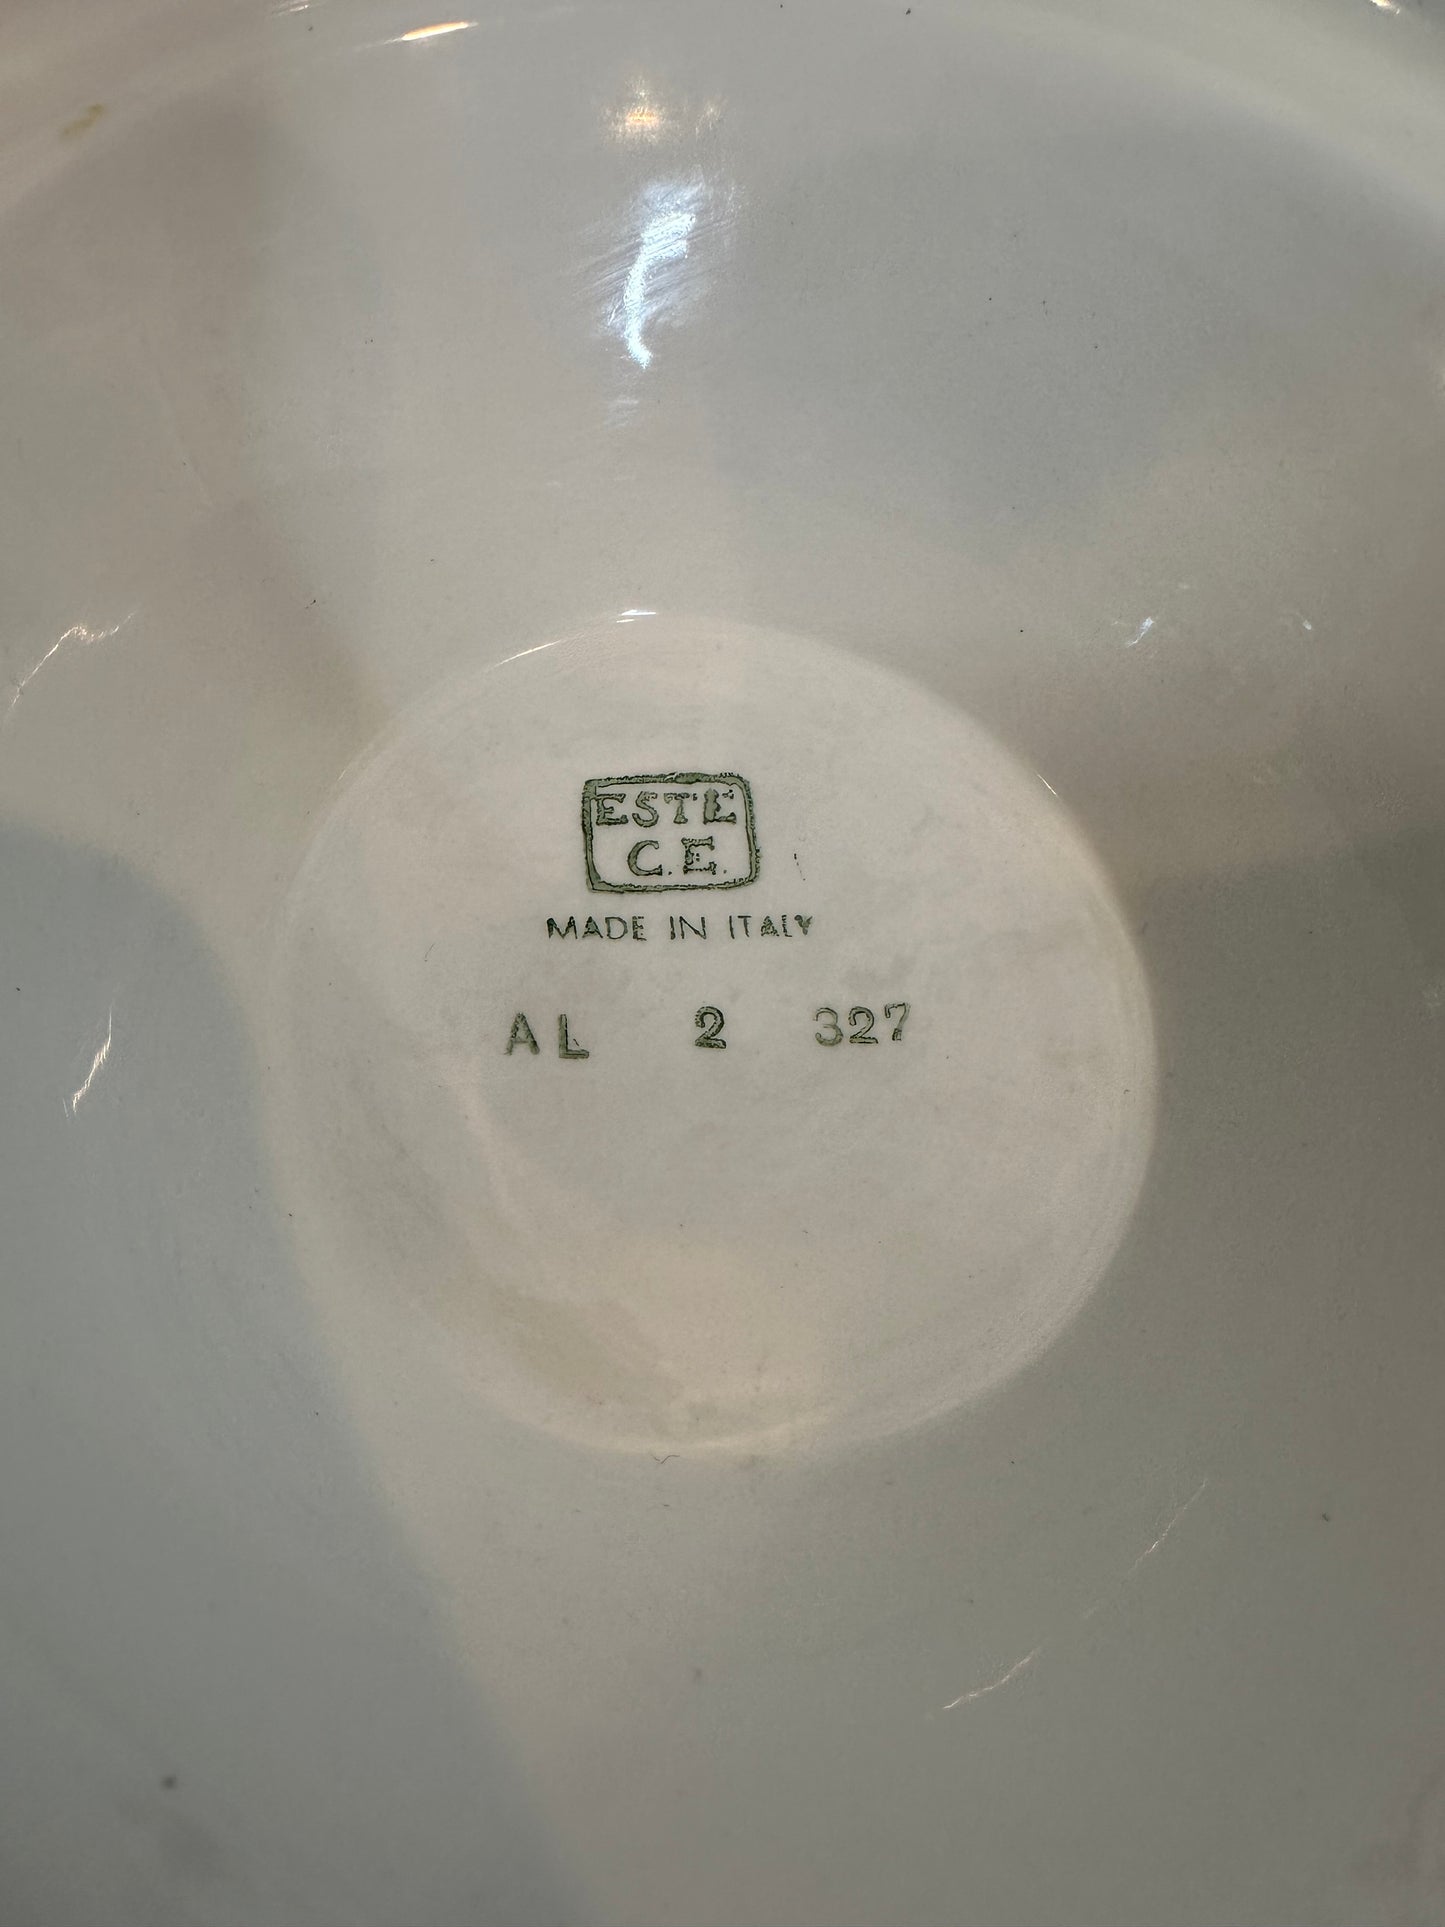 ESTE
C.E.
MADE IN ITALY
AL 2 327